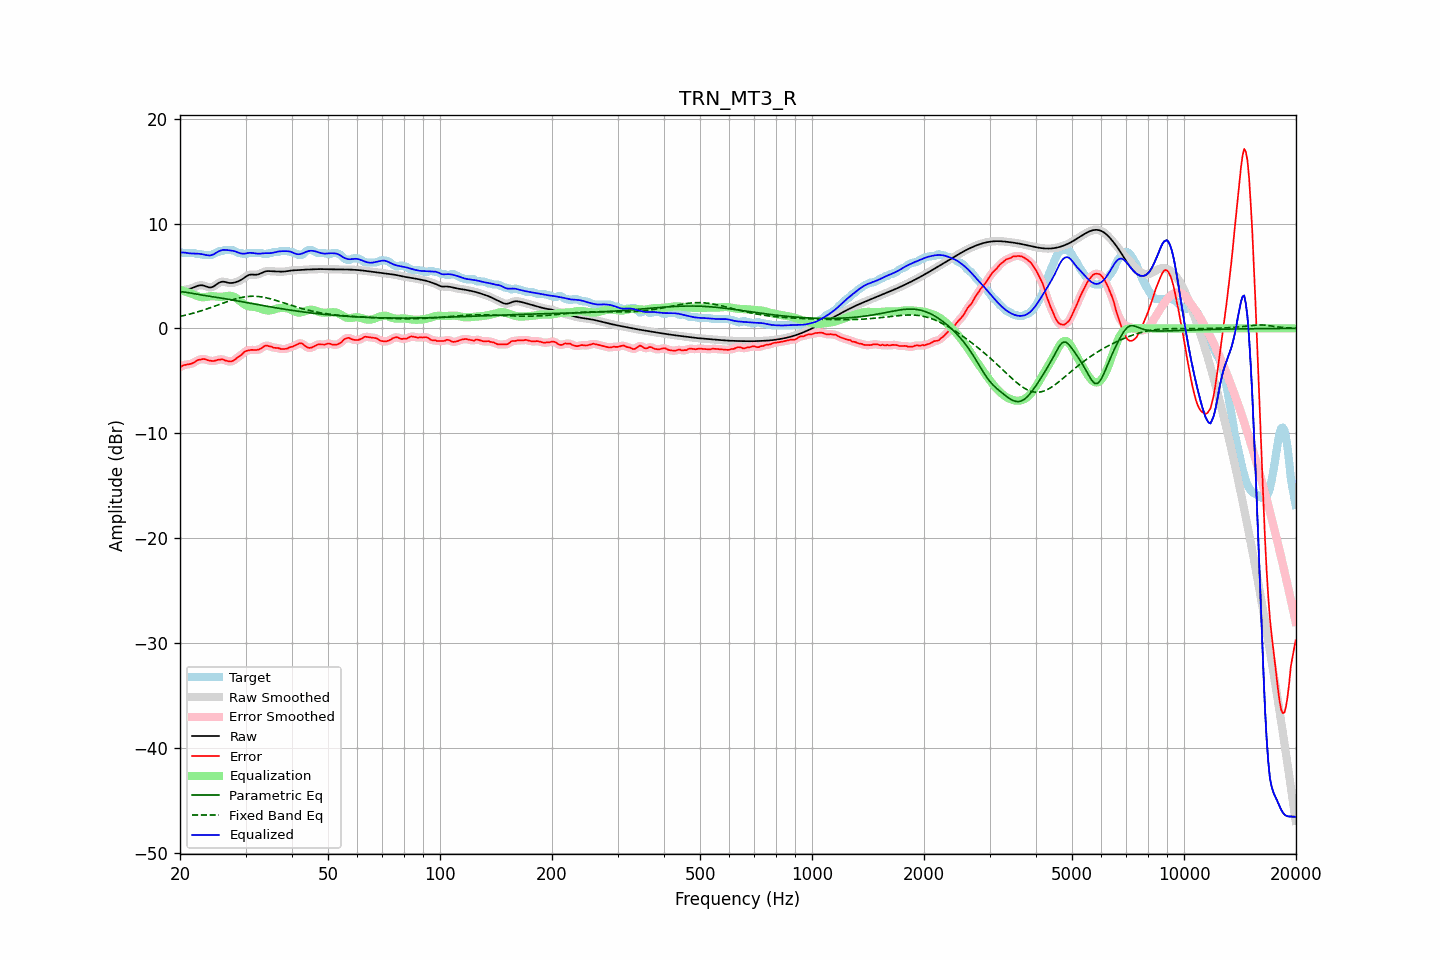 TRN_MT3_R
20
10
0
−10
−20
−30
−40
−50
Amplitude (dBr)
Target
Raw Smoothed
Error Smoothed
Raw
Error
Equalization
Parametric Eq
Fixed Band Eq
Equalized
20 50 100 200 500 1000 2000 5000 10000 20000
Frequency (Hz)